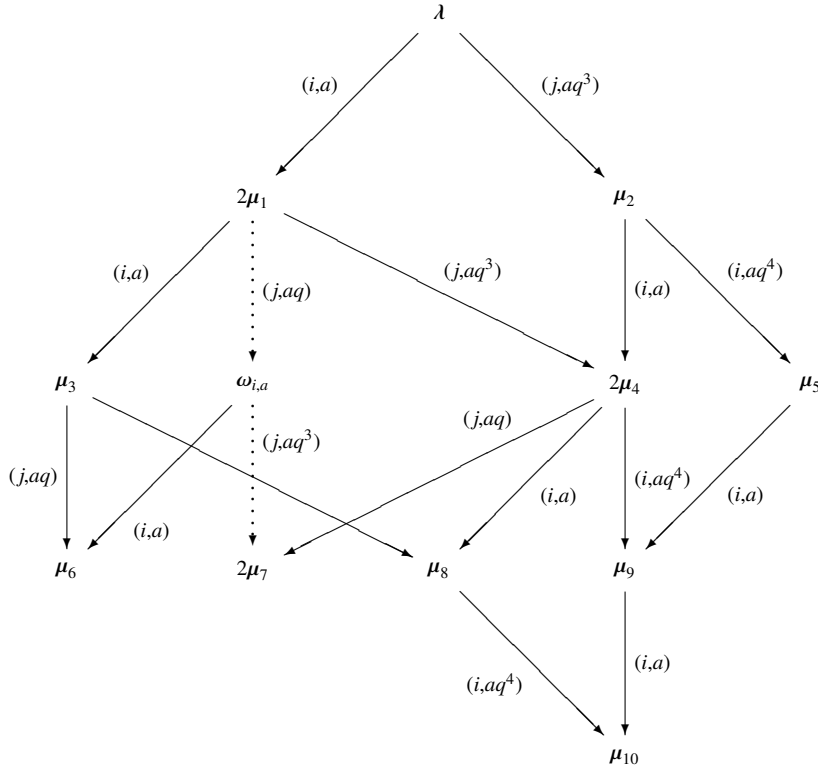 λ
(i,a) (j,aq³)
2μ₁ μ₂
(i,a) (j,aq) (j,aq³) (i,a) (i,aq⁴)
μ₃ ω_{i,a} 2μ₄ μ₅
(j,aq) (i,a) (j,aq³) (j,aq) (i,a) (i,aq⁴) (i,a)
μ₆ 2μ₇ μ₈ μ₉
(i,aq⁴) (i,a)
μ₁₀